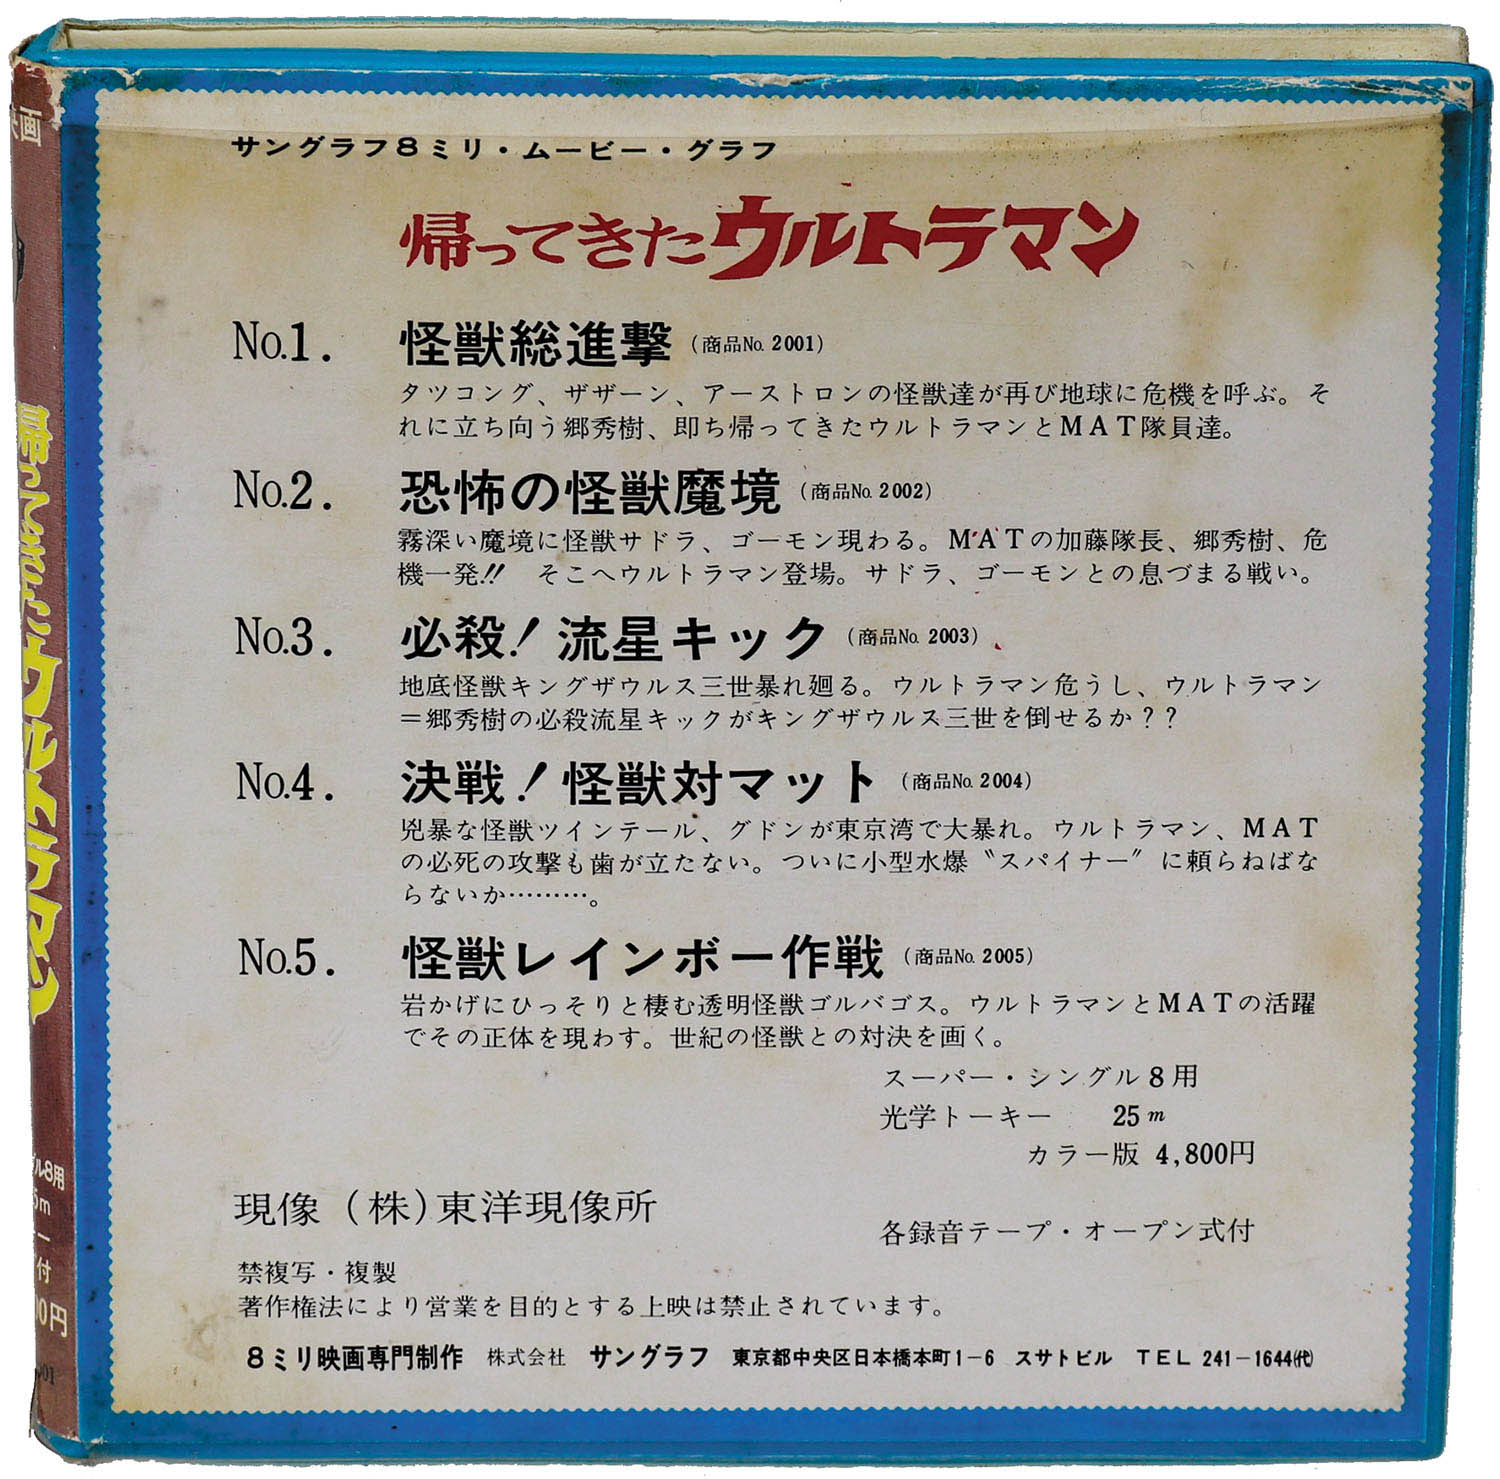 サングラフ8ミリ・ムービー・グラフ
帰ってきたウルトラマン
No.1. 怪獣総進撃 (商品No. 2001)
タツコング、ザザーン、アーストロンの怪獣達が再び地球に危機を呼ぶ。そ
れに立ち向う郷秀樹、即ち帰ってきたウルトラマンとMAT隊員達。
No.2. 恐怖の怪獣魔境 (商品No. 2002)
霧深い魔境に怪獣サドラ、ゴーモン現わる。MATの加藤隊長、郷秀樹、危
機一発!! そこへウルトラマン登場。サドラ、ゴーモンとの息づまる戦い。
No.3. 必殺!流星キック (商品No. 2003)
地底怪獣キングザウルス三世暴れ廻る。ウルトラマン危うし、ウルトラマン
=郷秀樹の必殺流星キックがキングザウルス三世を倒せるか??
No.4. 決戦!怪獣対マット (商品No. 2004)
兇暴な怪獣ツインテール、グドンが東京湾で大暴れ。ウルトラマン、MAT
の必死の攻撃も歯が立たない。ついに小型水爆〝スパイナー〞に頼らねばな
らないか………。
No.5. 怪獣レインボー作戦 (商品No. 2005)
岩かげにひっそりと棲む透明怪獣ゴルバゴス。ウルトラマンとMATの活躍
でその正体を現わす。世紀の怪獣との対決を画く。
スーパー・シングル8用
光学トーキー 25m
カラー版 4,800円
現像 (株)東洋現像所
各録音テープ・オープン式付
禁複写・複製
著作権法により営業を目的とする上映は禁止されています。
8ミリ映画専門制作 株式会社 サングラフ 東京都中央区日本橋本町1-6 スサトビル TEL 241-1644(代)
映画
帰ってきたウルトラマン
ル8用
5m
ー
付
00円
01